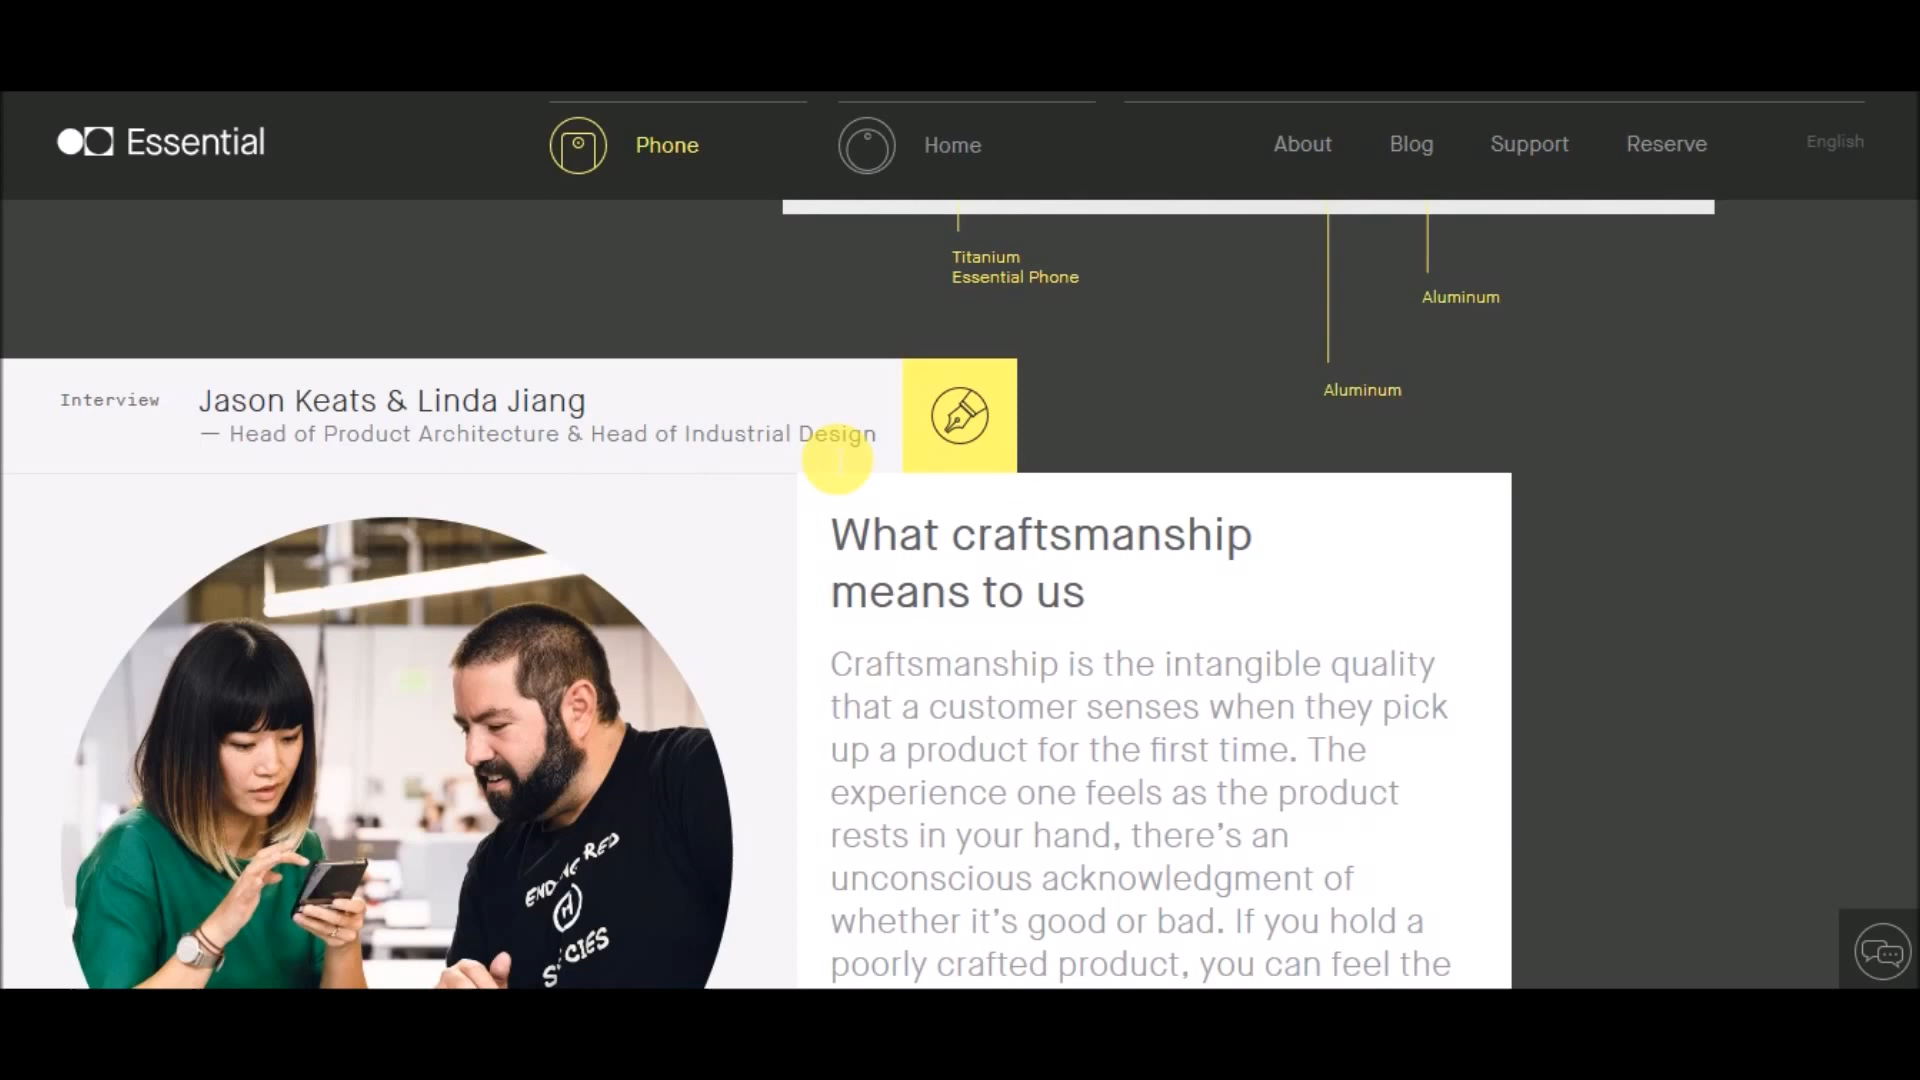 Essential
Phone
Home
About
Blog
Support
Reserve
English
Titanium
Essential Phone
Aluminum
Aluminum
Interview
Jason Keats & Linda Jiang
— Head of Product Architecture & Head of Industrial Design
What craftsmanship
means to us
Craftsmanship is the intangible quality
that a customer senses when they pick
up a product for the first time. The
experience one feels as the product
rests in your hand, there’s an
unconscious acknowledgment of
whether it’s good or bad. If you hold a
poorly crafted product, you can feel the